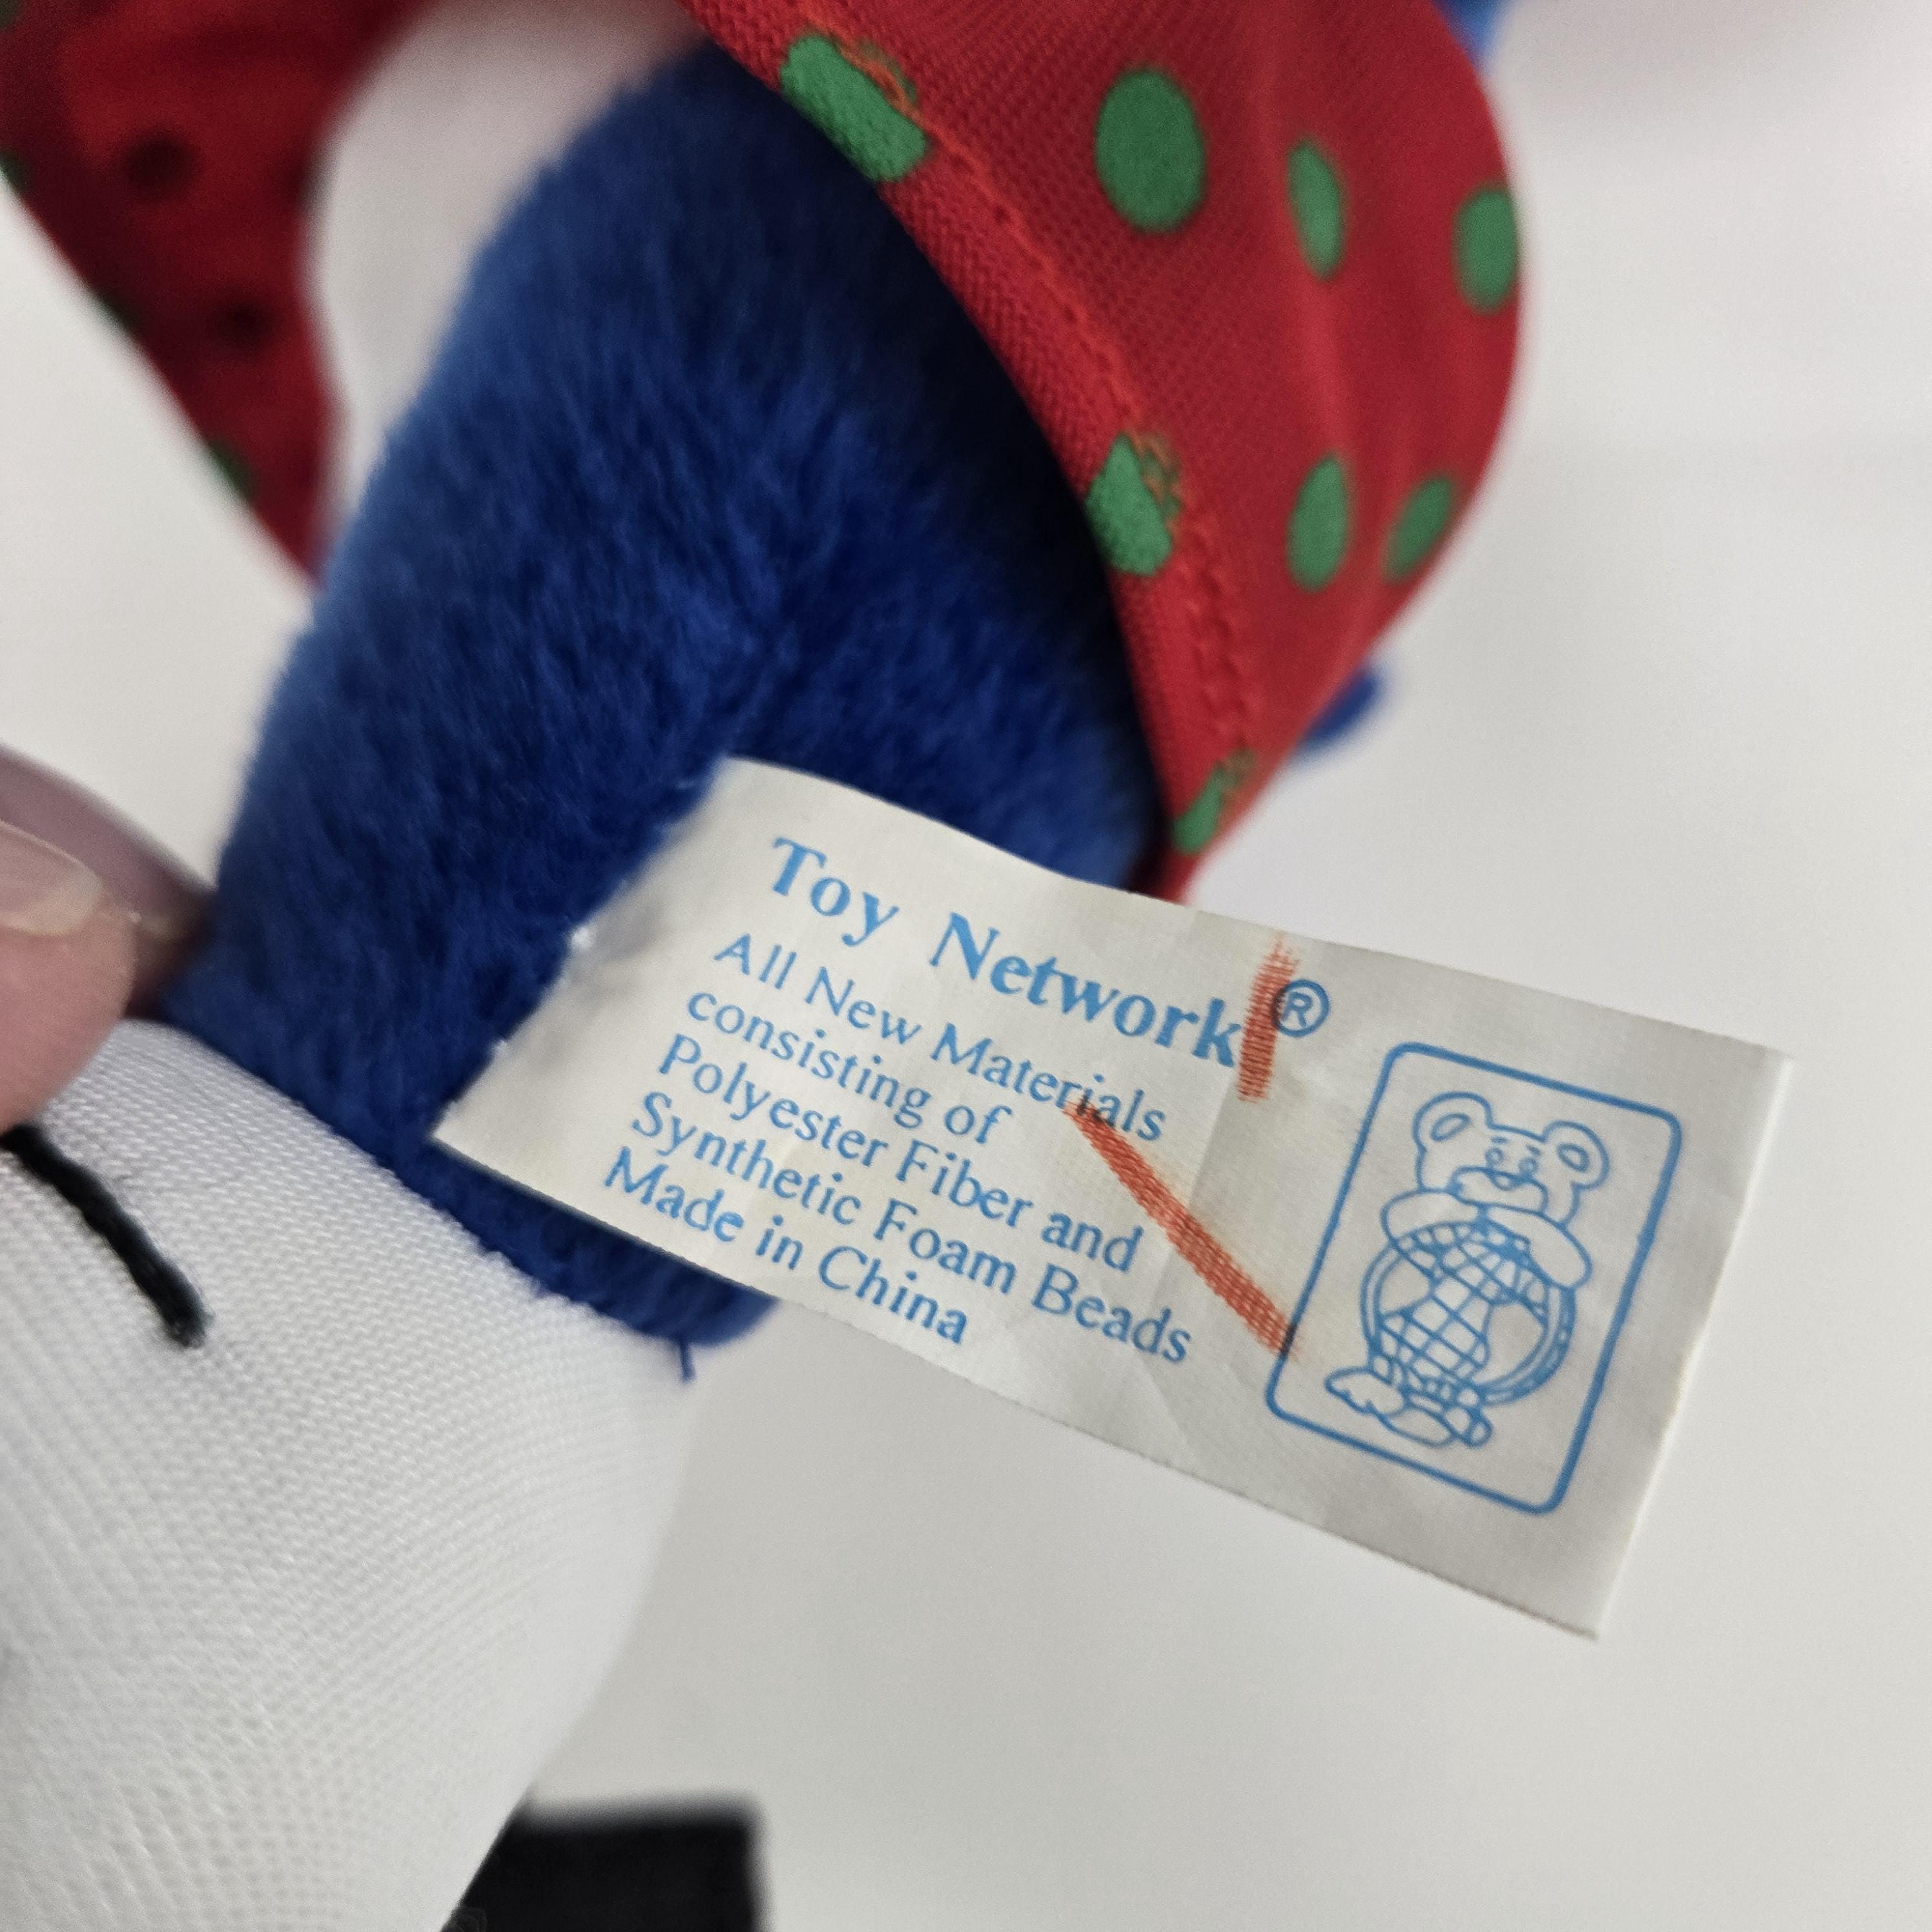 Toy Network®
All New Materials
consisting of
Polyester Fiber and
Synthetic Foam Beads
Made in China